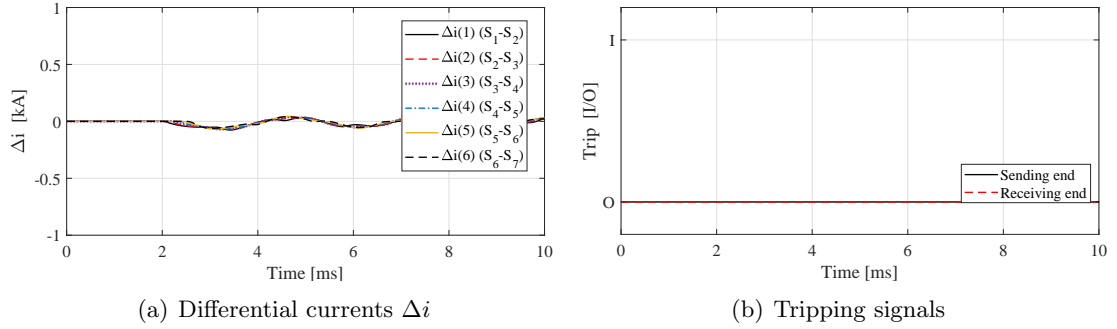 1
0.5
0
-0.5
-1
Δi [kA]
Δi(1) (S₁-S₂)
Δi(2) (S₂-S₃)
Δi(3) (S₃-S₄)
Δi(4) (S₄-S₅)
Δi(5) (S₅-S₆)
Δi(6) (S₆-S₇)
0 2 4 6 8 10
Time [ms]
(a) Differential currents Δi
I
O
Trip [I/O]
Sending end
Receiving end
0 2 4 6 8 10
Time [ms]
(b) Tripping signals